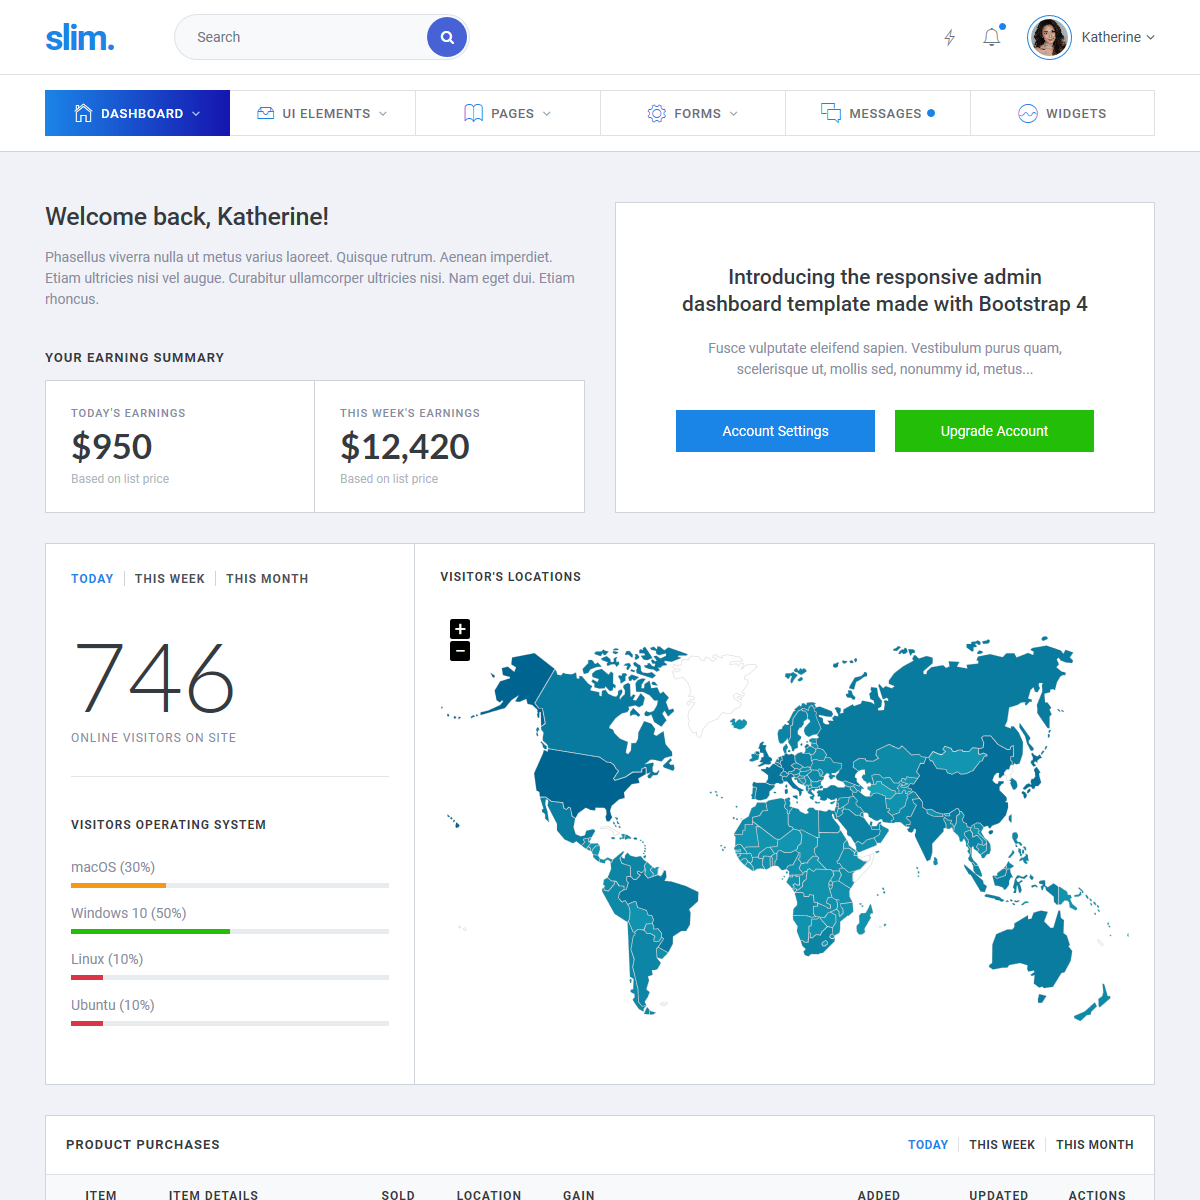 slim.
Search
Katherine
DASHBOARD
UI ELEMENTS
PAGES
FORMS
MESSAGES
WIDGETS
Welcome back, Katherine!
Phasellus viverra nulla ut metus varius laoreet. Quisque rutrum. Aenean imperdiet.
Etiam ultricies nisi vel augue. Curabitur ullamcorper ultricies nisi. Nam eget dui. Etiam
rhoncus.
YOUR EARNING SUMMARY
TODAY'S EARNINGS
$950
Based on list price
THIS WEEK'S EARNINGS
$12,420
Based on list price
Introducing the responsive admin
dashboard template made with Bootstrap 4
Fusce vulputate eleifend sapien. Vestibulum purus quam,
scelerisque ut, mollis sed, nonummy id, metus...
Account Settings
Upgrade Account
TODAY
THIS WEEK
THIS MONTH
746
ONLINE VISITORS ON SITE
VISITORS OPERATING SYSTEM
macOS (30%)
Windows 10 (50%)
Linux (10%)
Ubuntu (10%)
VISITOR'S LOCATIONS
+
−
PRODUCT PURCHASES
TODAY
THIS WEEK
THIS MONTH
ITEM
ITEM DETAILS
SOLD
LOCATION
GAIN
ADDED
UPDATED
ACTIONS